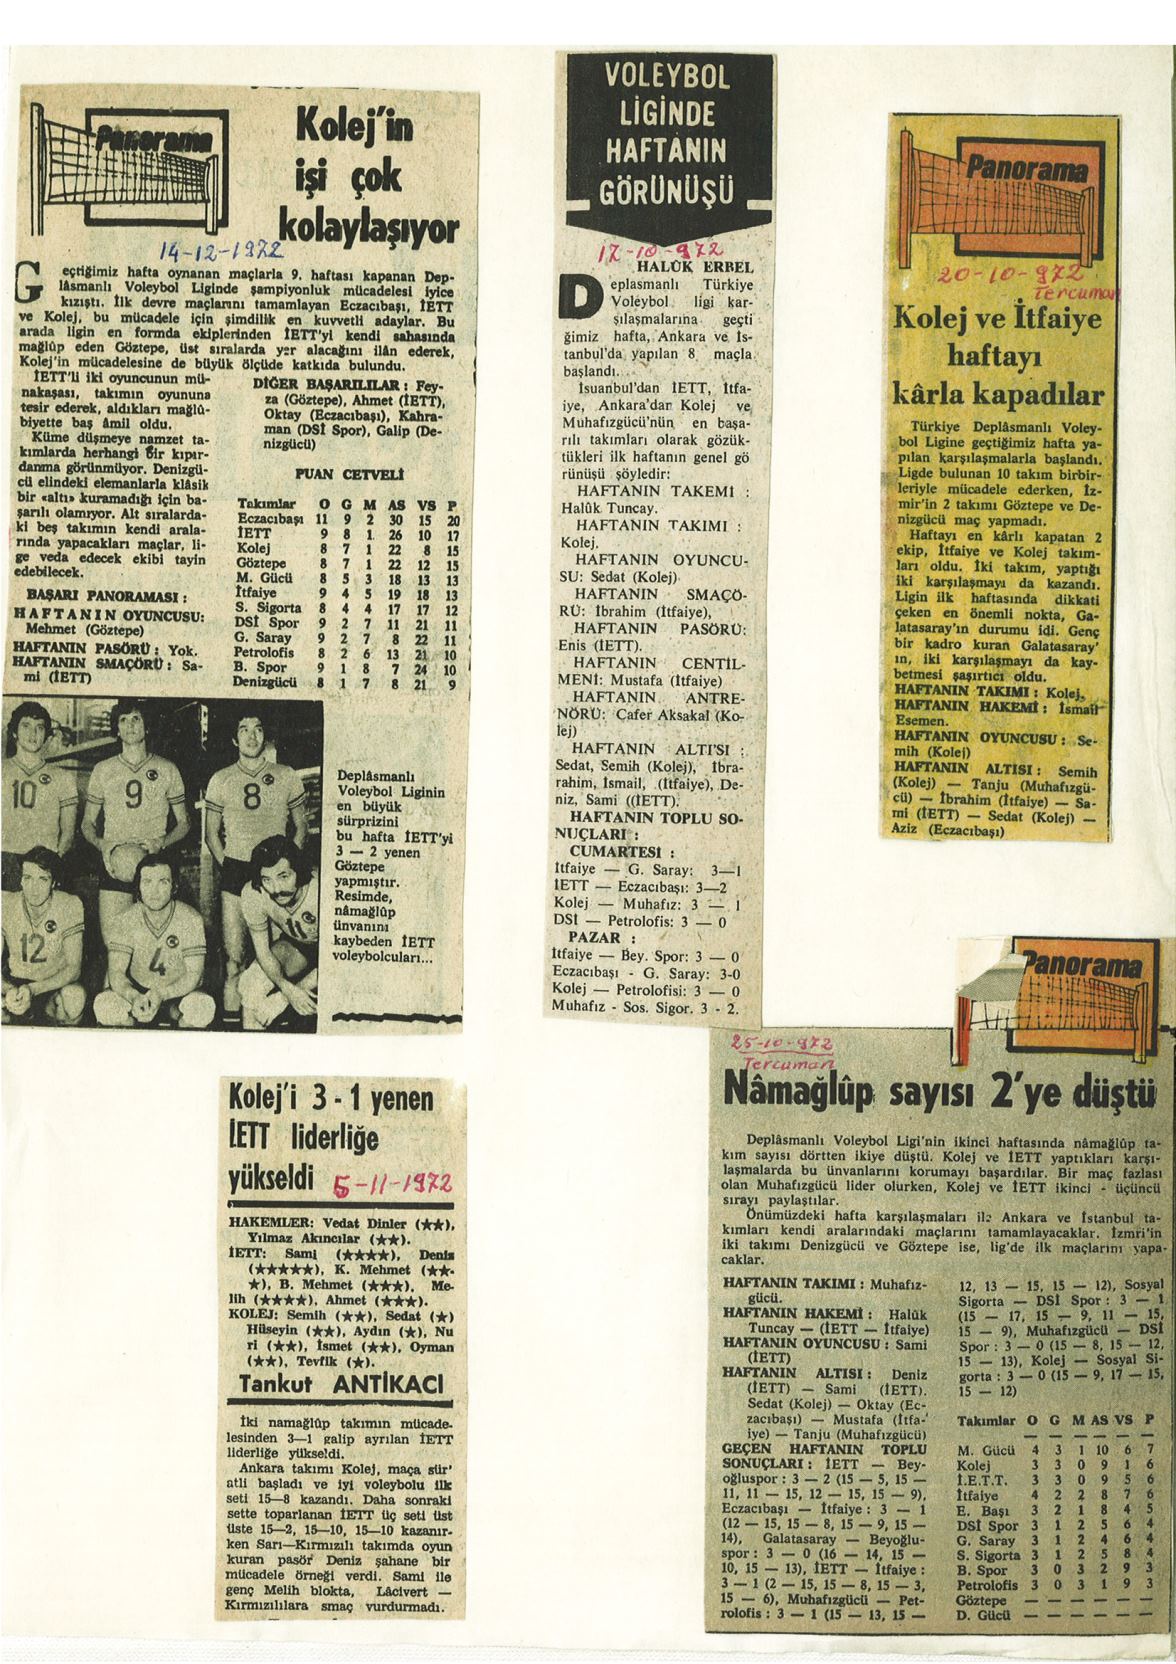 Panorama
Kolej'in
işi çok
kolaylaşıyor
14-12-1972
Geçtiğimiz hafta oynanan maçlarla 9. haftası kapanan Dep-
lâsmanlı Voleybol Liginde şampiyonluk mücadelesi iyice
kızıştı. İlk devre maçlarını tamamlayan Eczacıbaşı, İETT
ve Kolej, bu mücadele için şimdilik en kuvvetli adaylar. Bu
arada ligin en formda ekiplerinden İETT'yi kendi sahasında
mağlûp eden Göztepe, üst sıralarda yer alacağını ilân ederek,
Kolej'in mücadelesine de büyük ölçüde katkıda bulundu.
İETT'li iki oyuncunun mü-
nakaşası, takımın oyununa
tesir ederek, aldıkları mağlû-
biyette baş âmil oldu.
Küme düşmeye namzet ta-
kımlarda herhangi bir kıpır-
danma görünmüyor. Denizgü-
cü elindeki elemanlarla klâsik
bir «altı» kuramadığı için ba-
şarılı olamıyor. Alt sıralarda-
ki beş takımın kendi arala-
rında yapacakları maçlar, li-
ge veda edecek ekibi tayin
edebilecek.
BAŞARI PANORAMASI :
HAFTANIN OYUNCUSU:
Mehmet (Göztepe)
HAFTANIN PASÖRÜ : Yok.
HAFTANIN SMAÇÖRÜ : Sa-
mi (İETT)
DİĞER BAŞARILILAR : Fey-
za (Göztepe), Ahmet (İETT),
Oktay (Eczacıbaşı), Kahra-
man (DSİ Spor), Galip (De-
nizgücü)
PUAN CETVELİ
Takımlar O G M AS VS P
Eczacıbaşı 11 9 2 30 15 20
İETT 9 8 1 26 10 17
Kolej 8 7 1 22 8 15
Göztepe 8 7 1 22 12 15
M. Gücü 8 5 3 18 13 13
İtfaiye 9 4 5 19 18 13
S. Sigorta 8 4 4 17 17 12
DSİ Spor 9 2 7 11 21 11
G. Saray 9 2 7 8 22 11
Petrolofis 8 2 6 13 21 10
B. Spor 9 1 8 7 24 10
Denizgücü 8 1 7 8 21 9
10
9
8
12
4
11
Deplâsmanlı
Voleybol Liginin
en büyük
sürprizini
bu hafta İETT'yi
3 — 2 yenen
Göztepe
yapmıştır.
Resimde,
nâmağlûp
ünvanını
kaybeden İETT
voleybolcuları...
VOLEYBOL
LİGİNDE
HAFTANIN
GÖRÜNÜŞÜ
17-10-972
HALÛK ERBEL
Deplasmanlı Türkiye
Voleybol ligi kar-
şılaşmalarına geçti
ğimiz hafta, Ankara ve İs-
tanbul'da yapılan 8 maçla
başlandı.
İsuanbul'dan İETT, İtfa-
iye, Ankara'dar Kolej ve
Muhafızgücü'nün en başa-
rılı takımları olarak gözük-
tükleri ilk haftanın genel gö
rünüşü şöyledir:
HAFTANIN TAKEMİ :
Halûk Tuncay.
HAFTANIN TAKIMI :
Kolej.
HAFTANIN OYUNCU-
SU: Sedat (Kolej)
HAFTANIN SMAÇÖ-
RÜ: İbrahim (İtfaiye),
HAFTANIN PASÖRÜ:
Enis (İETT).
HAFTANIN CENTİL-
MENİ: Mustafa (İtfaiye)
HAFTANIN ANTRE-
NÖRÜ: Cafer Aksakal (Ko-
lej)
HAFTANIN ALTI'SI :
Sedat, Semih (Kolej), İbra-
rahim, İsmail, (İtfaiye), De-
niz, Sami ((İETT).
HAFTANIN TOPLU SO-
NUÇLARI :
CUMARTESİ :
İtfaiye — G. Saray: 3—1
İETT — Eczacıbaşı: 3—2
Kolej — Muhafız: 3 — 1
DSİ — Petrolofis: 3 — 0
PAZAR :
İtfaiye — Bey. Spor: 3 — 0
Eczacıbaşı - G. Saray: 3-0
Kolej — Petrolofisi: 3 — 0
Muhafız - Sos. Sigor. 3 - 2.
Panorama
20-10-972
Tercuman
Kolej ve İtfaiye
haftayı
kârla kapadılar
Türkiye Deplâsmanlı Voley-
bol Ligine geçtiğimiz hafta ya-
pılan karşılaşmalarla başlandı.
Ligde bulunan 10 takım birbir-
leriyle mücadele ederken, İz-
mir'in 2 takımı Göztepe ve De-
nizgücü maç yapmadı.
Haftayı en kârlı kapatan 2
ekip, İtfaiye ve Kolej takım-
ları oldu. İki takım, yaptığı
iki karşılaşmayı da kazandı.
Ligin ilk haftasında dikkati
çeken en önemli nokta, Ga-
latasaray'ın durumu idi. Genç
bir kadro kuran Galatasaray'
ın, iki karşılaşmayı da kay-
betmesi şaşırtıcı oldu.
HAFTANIN TAKIMI : Kolej.
HAFTANIN HAKEMİ : İsmail
Esemen.
HAFTANIN OYUNCUSU : Se-
mih (Kolej)
HAFTANIN ALTISI : Semih
(Kolej) — Tanju (Muhafızgü-
cü) — İbrahim (İtfaiye) — Sa-
mi (İETT) — Sedat (Kolej) —
Aziz (Eczacıbaşı)
Kolej'i 3 - 1 yenen
İETT liderliğe
yükseldi 5-11-1972
HAKEMLER: Vedat Dinler (★★),
Yılmaz Akıncılar (★★).
İETT: Sami (★★★★), Deniz
(★★★★★), K. Mehmet (★★-
★), B. Mehmet (★★★), Me-
lih (★★★★), Ahmet (★★★).
KOLEJ: Semih (★★), Sedat (★)
Hüseyin (★★), Aydın (★), Nu
ri (★★), İsmet (★★), Oyman
(★★), Tevfik (★).
Tankut ANTİKACI
İki namağlûp takımın mücade-
lesinden 3—1 galip ayrılan İETT
liderliğe yükseldi.
Ankara takımı Kolej, maça sür'
atli başladı ve iyi voleybolu ilk
seti 15—8 kazandı. Daha sonraki
sette toparlanan İETT üç seti üst
üste 15—2, 15—10, 15—10 kazanır-
ken Sarı—Kırmızılı takımda oyun
kuran pasör Deniz şahane bir
mücadele örneği verdi. Sami ile
genç Melih blokta, Lâcivert —
Kırmızılılara smaç vurdurmadı.
Panorama
25-10-972
Tercuman
Nâmağlûp sayısı 2'ye düştü
Deplâsmanlı Voleybol Ligi'nin ikinci haftasında nâmağlûp ta-
kım sayısı dörtten ikiye düştü. Kolej ve İETT yaptıkları karşı-
laşmalarda bu ünvanlarını korumayı başardılar. Bir maç fazlası
olan Muhafızgücü lider olurken, Kolej ve İETT ikinci - üçüncü
sırayı paylaştılar.
Önümüzdeki hafta karşılaşmaları ile Ankara ve İstanbul ta-
kımları kendi aralarındaki maçlarını tamamlayacaklar. İzmri'in
iki takımı Denizgücü ve Göztepe ise, lig'de ilk maçlarını yapa-
caklar.
HAFTANIN TAKIMI : Muhafız-
gücü.
HAFTANIN HAKEMİ : Halûk
Tuncay — (İETT — İtfaiye)
HAFTANIN OYUNCUSU : Sami
(İETT)
HAFTANIN ALTISI : Deniz
(İETT) — Sami (İETT).
Sedat (Kolej) — Oktay (Ec-
zacıbaşı) — Mustafa (İtfa-
iye) — Tanju (Muhafızgücü)
GEÇEN HAFTANIN TOPLU
SONUÇLARI : İETT — Bey-
oğluspor : 3 — 2 (15 — 5, 15 —
11, 11 — 15, 12 — 15, 15 — 9),
Eczacıbaşı — İtfaiye : 3 — 1
(12 — 15, 15 — 8, 15 — 9, 15 —
14), Galatasaray — Beyoğlu-
spor : 3 — 0 (16 — 14, 15 —
10, 15 — 13), İETT — İtfaiye :
3 — 1 (2 — 15, 15 — 8, 15 — 3,
15 — 6), Muhafızgücü — Pet-
rolofis : 3 — 1 (15 — 13, 15 —
12, 13 — 15, 15 — 12), Sosyal
Sigorta — DSİ Spor : 3 — 1
(15 — 17, 15 — 9, 11 — 15,
15 — 9), Muhafızgücü — DSİ
Spor : 3 — 0 (15 — 8, 15 — 12,
15 — 13), Kolej — Sosyal Si-
gorta : 3 — 0 (15 — 9, 17 — 15,
15 — 12)
Takımlar O G M AS VS P
M. Gücü 4 3 1 10 6 7
Kolej 3 3 0 9 1 6
İ.E.T.T. 3 3 0 9 5 6
İtfaiye 4 2 2 8 7 6
E. Başı 3 2 1 8 4 5
DSİ Spor 3 1 2 5 6 4
G. Saray 3 1 2 4 6 4
S. Sigorta 3 1 2 5 8 4
B. Spor 3 0 3 2 9 3
Petrolofis 3 0 3 1 9 3
Göztepe — — — — — —
D. Gücü — — — — — —